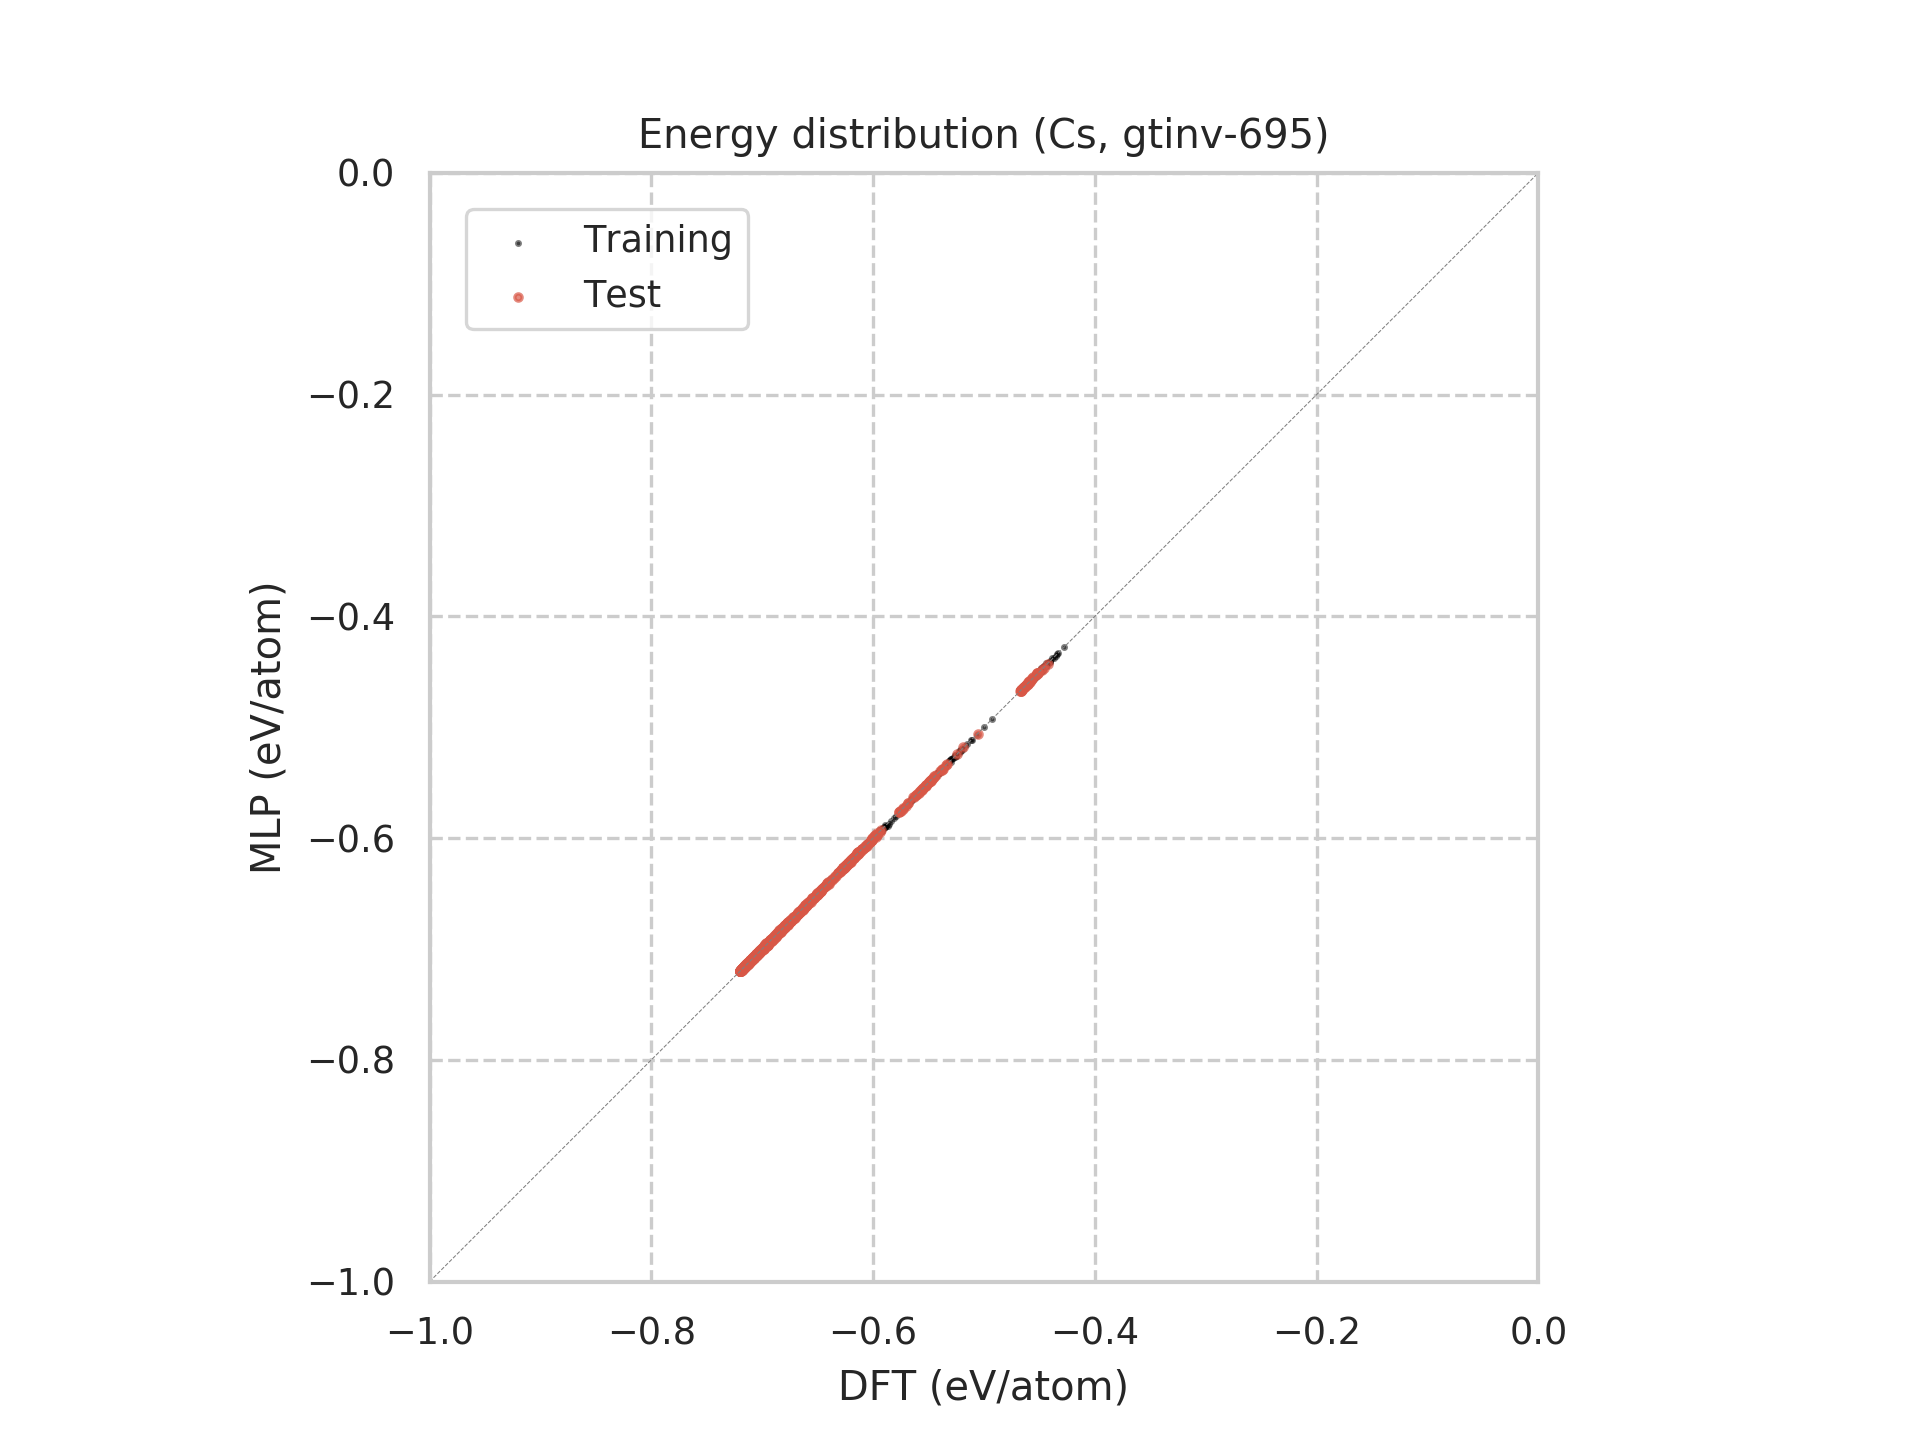 Energy distribution (Cs, gtinv-695)
0.0
−0.2
−0.4
−0.6
−0.8
−1.0
MLP (eV/atom)
Training
Test
−1.0 −0.8 −0.6 −0.4 −0.2 0.0
DFT (eV/atom)